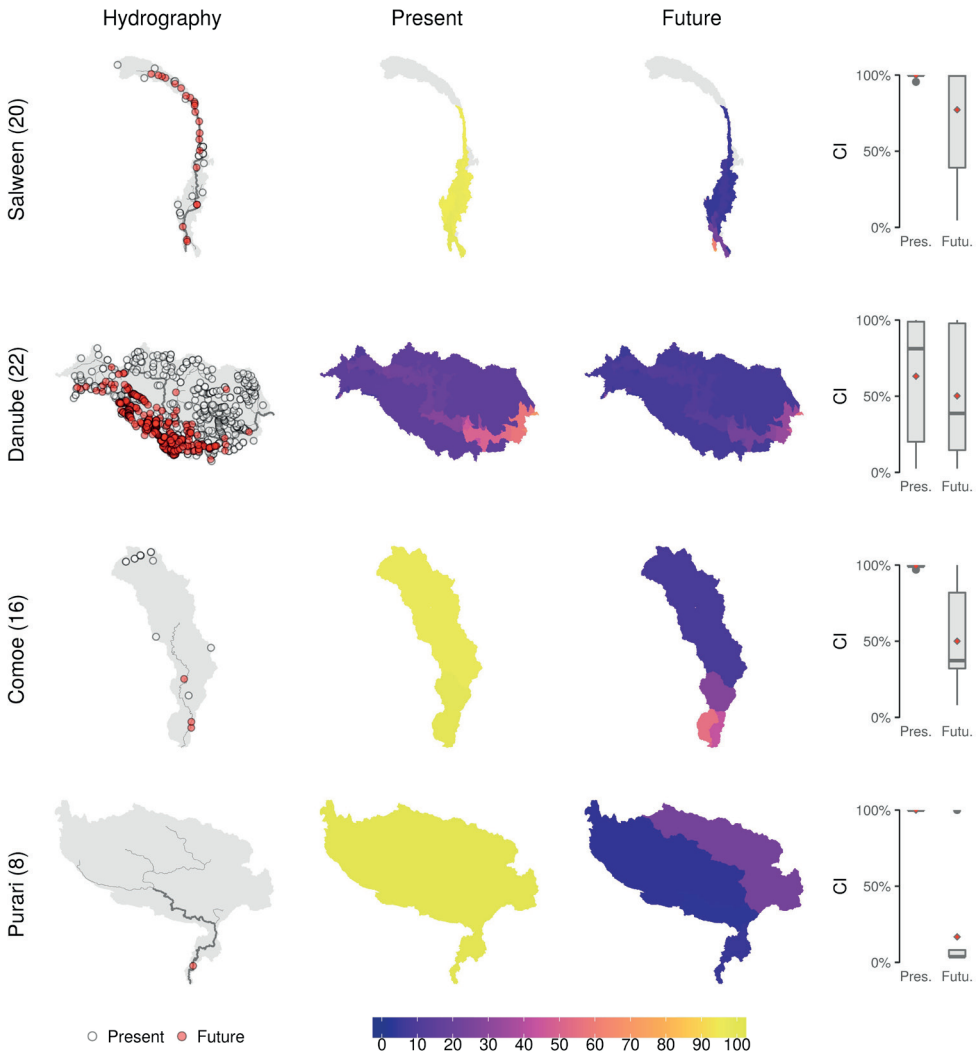 Hydrography Present Future
Salween (20)
100%
CI
50%
0%
Pres. Futu.
Danube (22)
100%
CI
50%
0%
Pres. Futu.
Comoe (16)
100%
CI
50%
0%
Pres. Futu.
Purari (8)
100%
CI
50%
0%
Pres. Futu.
Present Future
0 10 20 30 40 50 60 70 80 90 100